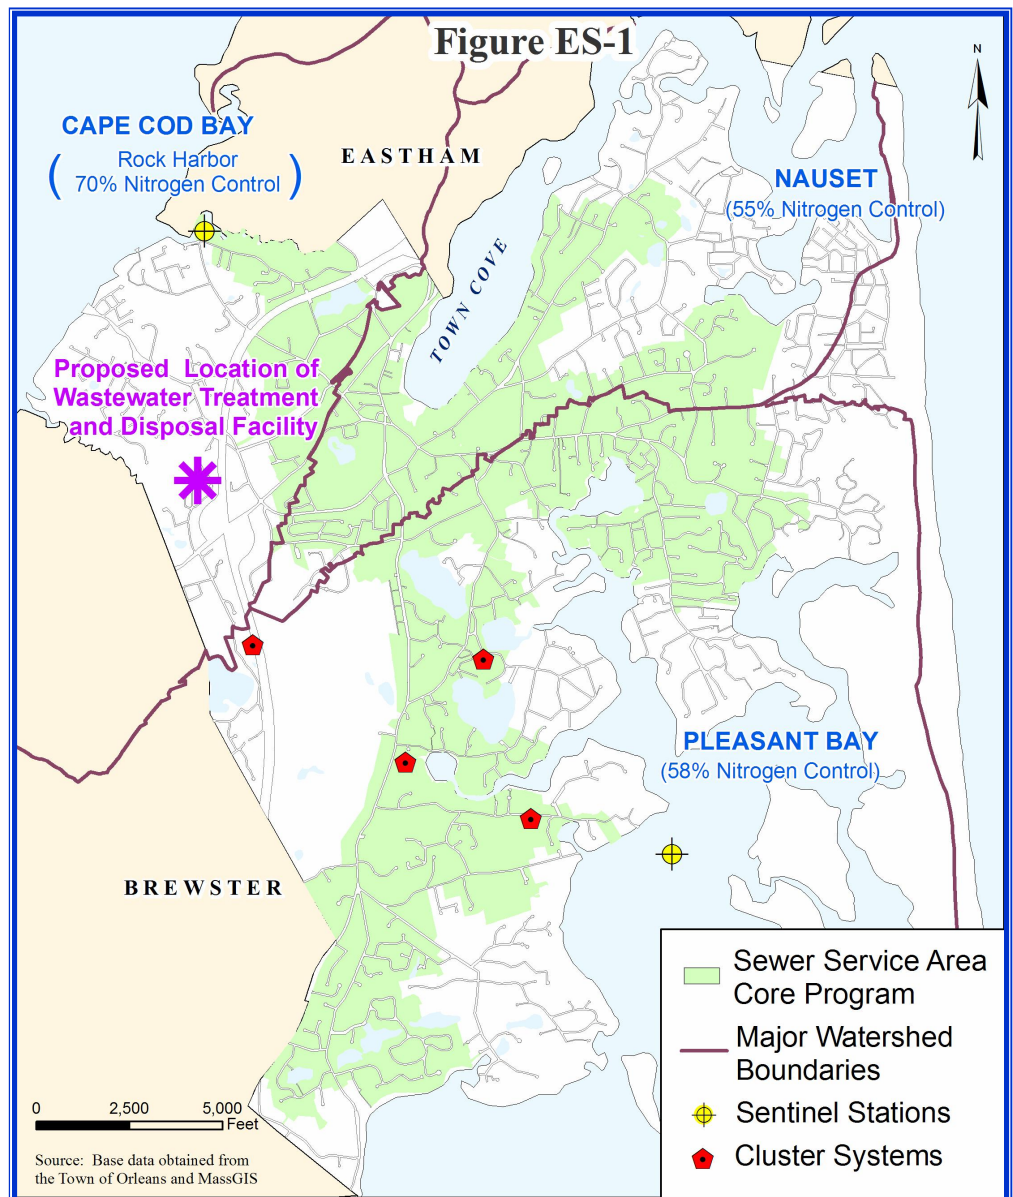 Figure ES-1
N
CAPE COD BAY
( Rock Harbor
70% Nitrogen Control )
EASTHAM
NAUSET
(55% Nitrogen Control)
TOWN COVE
Proposed Location of
Wastewater Treatment
and Disposal Facility
PLEASANT BAY
(58% Nitrogen Control)
BREWSTER
Sewer Service Area
Core Program
Major Watershed
Boundaries
Sentinel Stations
Cluster Systems
0 2,500 5,000
Feet
Source: Base data obtained from
the Town of Orleans and MassGIS